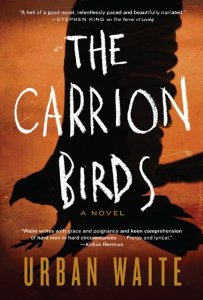 "A hell of a good novel, relentlessly paced and beautifully narrated."
—STEPHEN KING on The Terror of Living
THE
CARRION
BIRDS
A NOVEL
"Waite writes with grace and poignancy and keen comprehension
of hard men in hard circumstances . . . Fierce and lyrical."
—Kirkus Reviews
URBAN WAITE